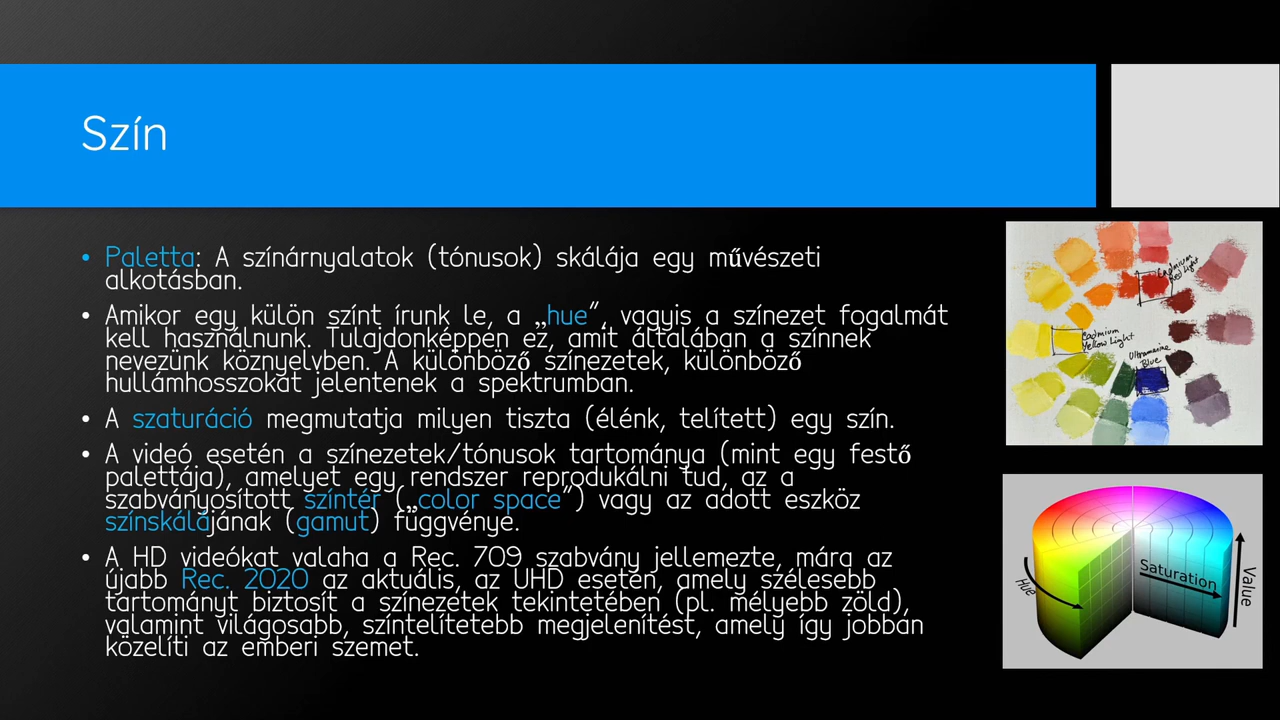 Szín
• Paletta: A színárnyalatok (tónusok) skálája egy művészeti
alkotásban.
• Amikor egy külön színt írunk le, a „hue”, vagyis a színezet fogalmát
kell használnunk. Tulajdonképpen ez, amit általában a színnek
nevezünk köznyelvben. A különböző színezetek, különböző
hullámhosszokat jelentenek a spektrumban.
• A szaturáció megmutatja milyen tiszta (élénk, telített) egy szín.
• A videó esetén a színezetek/tónusok tartománya (mint egy festő
palettája), amelyet egy rendszer reprodukálni tud, az a
szabványosított színtér („color space”) vagy az adott eszköz
színskálájának (gamut) függvénye.
• A HD videókat valaha a Rec. 709 szabvány jellemezte, mára az
újabb Rec. 2020 az aktuális, az UHD esetén, amely szélesebb
tartományt biztosít a színezetek tekintetében (pl. mélyebb zöld),
valamint világosabb, színtelítetebb megjelenítést, amely így jobban
közelíti az emberi szemet.
Cadmium
Red Light
Cadmium
Yellow Light
Ultramarine
Blue
Hue
Saturation
Value